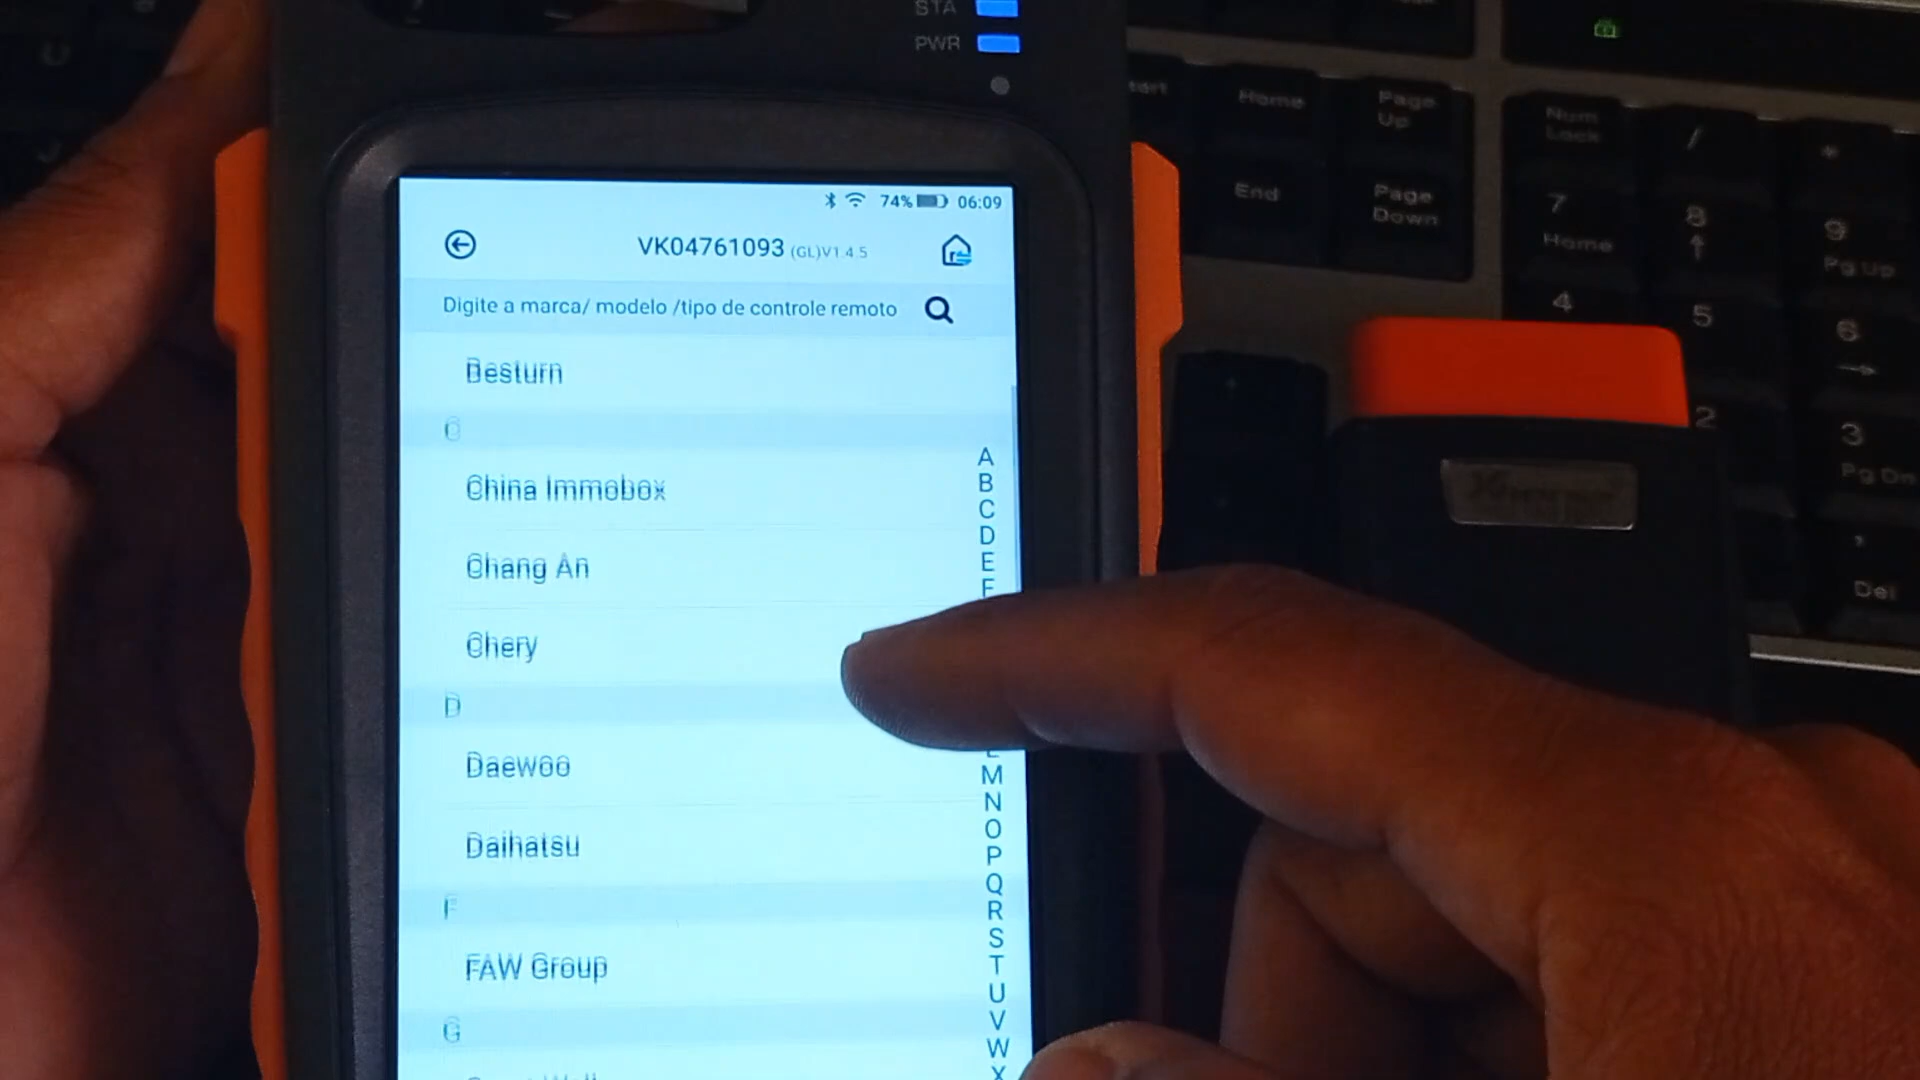 STA
PWR
74% 06:09
VK04761093 (GL)V1.4.5
Digite a marca/ modelo /tipo de controle remoto
Besturn
C
China Immobox
Chang An
Chery
D
Daewoo
Daihatsu
F
FAW Group
G
A
B
C
D
E
F
M
N
O
P
Q
R
S
T
U
V
W
X
Home
Page
Up
End
Page
Down
Num
Lock
/
*
7
Home
8
↑
9
Pg Up
4
5
6
→
2
3
Pg Dn
Del